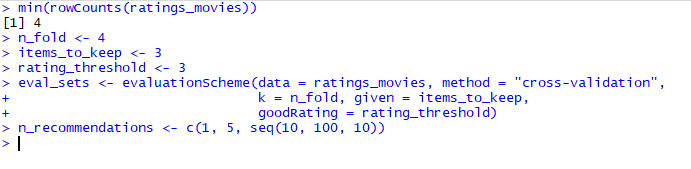 > min(rowCounts(ratings_movies))
[1] 4
> n_fold <- 4
> items_to_keep <- 3
> rating_threshold <- 3
> eval_sets <- evaluationScheme(data = ratings_movies, method = "cross-validation",
+                               k = n_fold, given = items_to_keep,
+                               goodRating = rating_threshold)
> n_recommendations <- c(1, 5, seq(10, 100, 10))
>